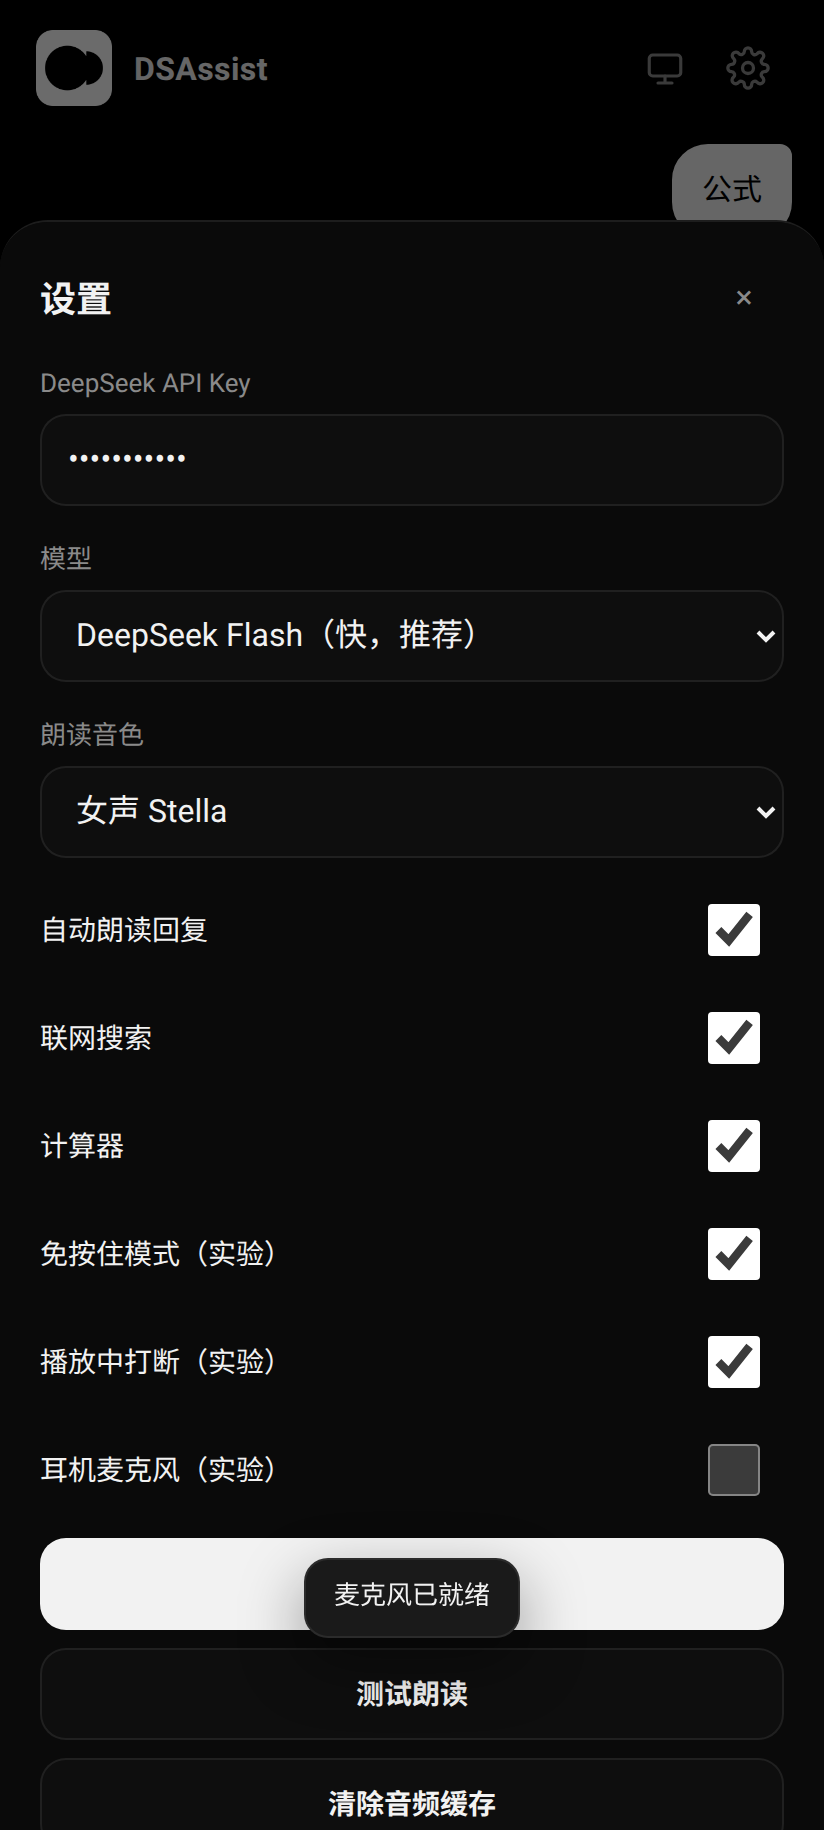 DSAssist
公式
设置
×
DeepSeek API Key
•••••••••••
模型
DeepSeek Flash（快，推荐）
朗读音色
女声 Stella
自动朗读回复
联网搜索
计算器
免按住模式（实验）
播放中打断（实验）
耳机麦克风（实验）
麦克风已就绪
测试朗读
清除音频缓存